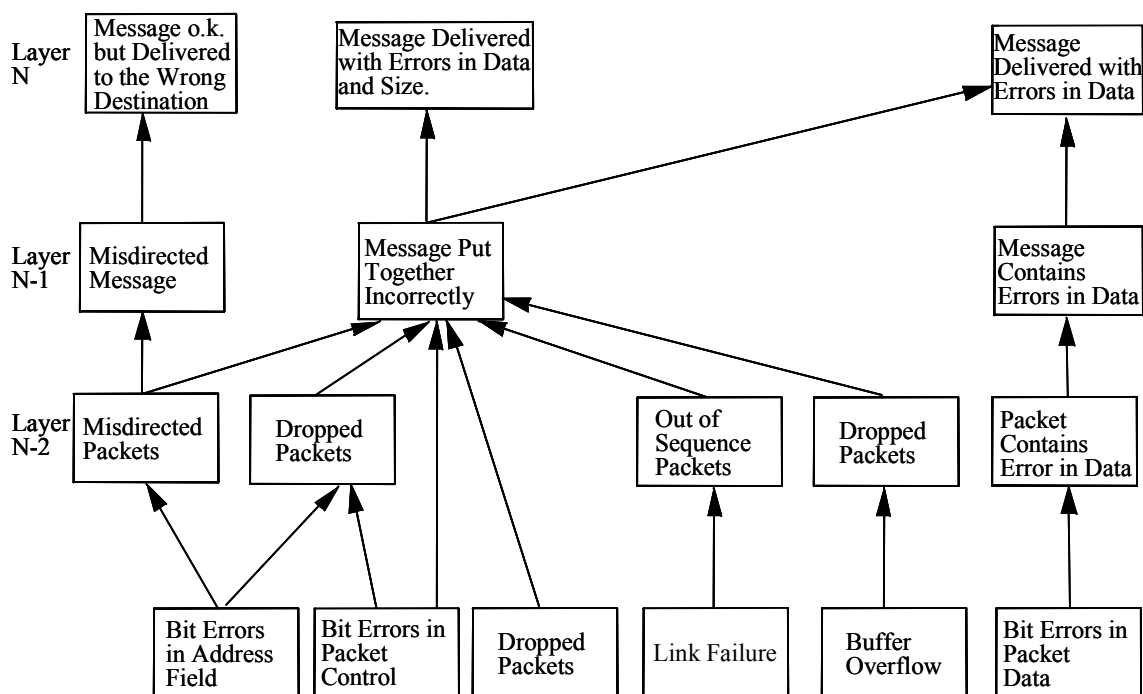 Layer
N
Message o.k.
but Delivered
to the Wrong
Destination
Message Delivered
with Errors in Data
and Size.
Message
Delivered with
Errors in Data
Layer
N-1
Misdirected
Message
Message Put
Together
Incorrectly
Message
Contains
Errors in Data
Layer
N-2
Misdirected
Packets
Dropped
Packets
Out of
Sequence
Packets
Dropped
Packets
Packet
Contains
Error in Data
Bit Errors
in Address
Field
Bit Errors in
Packet
Control
Dropped
Packets
Link Failure
Buffer
Overflow
Bit Errors in
Packet
Data